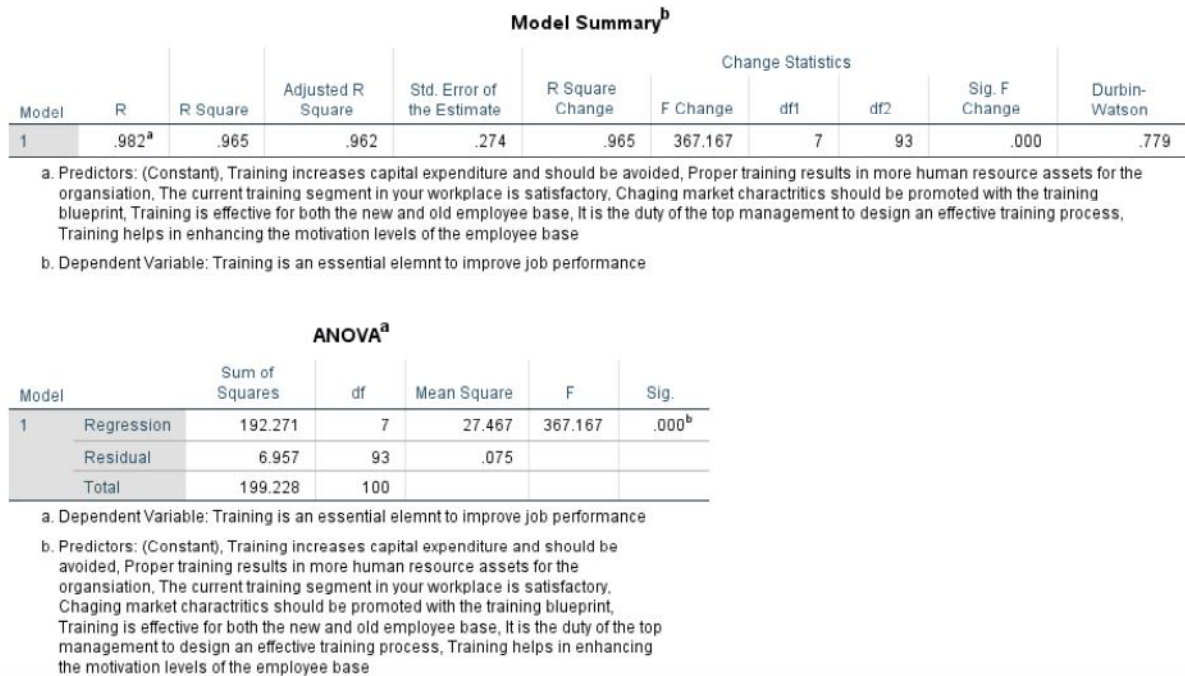 Model Summaryb
Change Statistics
Model R R Square Adjusted R Square Std. Error of the Estimate R Square Change F Change df1 df2 Sig. F Change Durbin-Watson
1 .982a .965 .962 .274 .965 367.167 7 93 .000 .779
a. Predictors: (Constant), Training increases capital expenditure and should be avoided, Proper training results in more human resource assets for the
organsiation, The current training segment in your workplace is satisfactory, Chaging market charactritics should be promoted with the training
blueprint, Training is effective for both the new and old employee base, It is the duty of the top management to design an effective training process,
Training helps in enhancing the motivation levels of the employee base
b. Dependent Variable: Training is an essential elemnt to improve job performance
ANOVAa
Model Sum of Squares df Mean Square F Sig.
1 Regression 192.271 7 27.467 367.167 .000b
Residual 6.957 93 .075
Total 199.228 100
a. Dependent Variable: Training is an essential elemnt to improve job performance
b. Predictors: (Constant), Training increases capital expenditure and should be
avoided, Proper training results in more human resource assets for the
organsiation, The current training segment in your workplace is satisfactory,
Chaging market charactritics should be promoted with the training blueprint,
Training is effective for both the new and old employee base, It is the duty of the top
management to design an effective training process, Training helps in enhancing
the motivation levels of the employee base